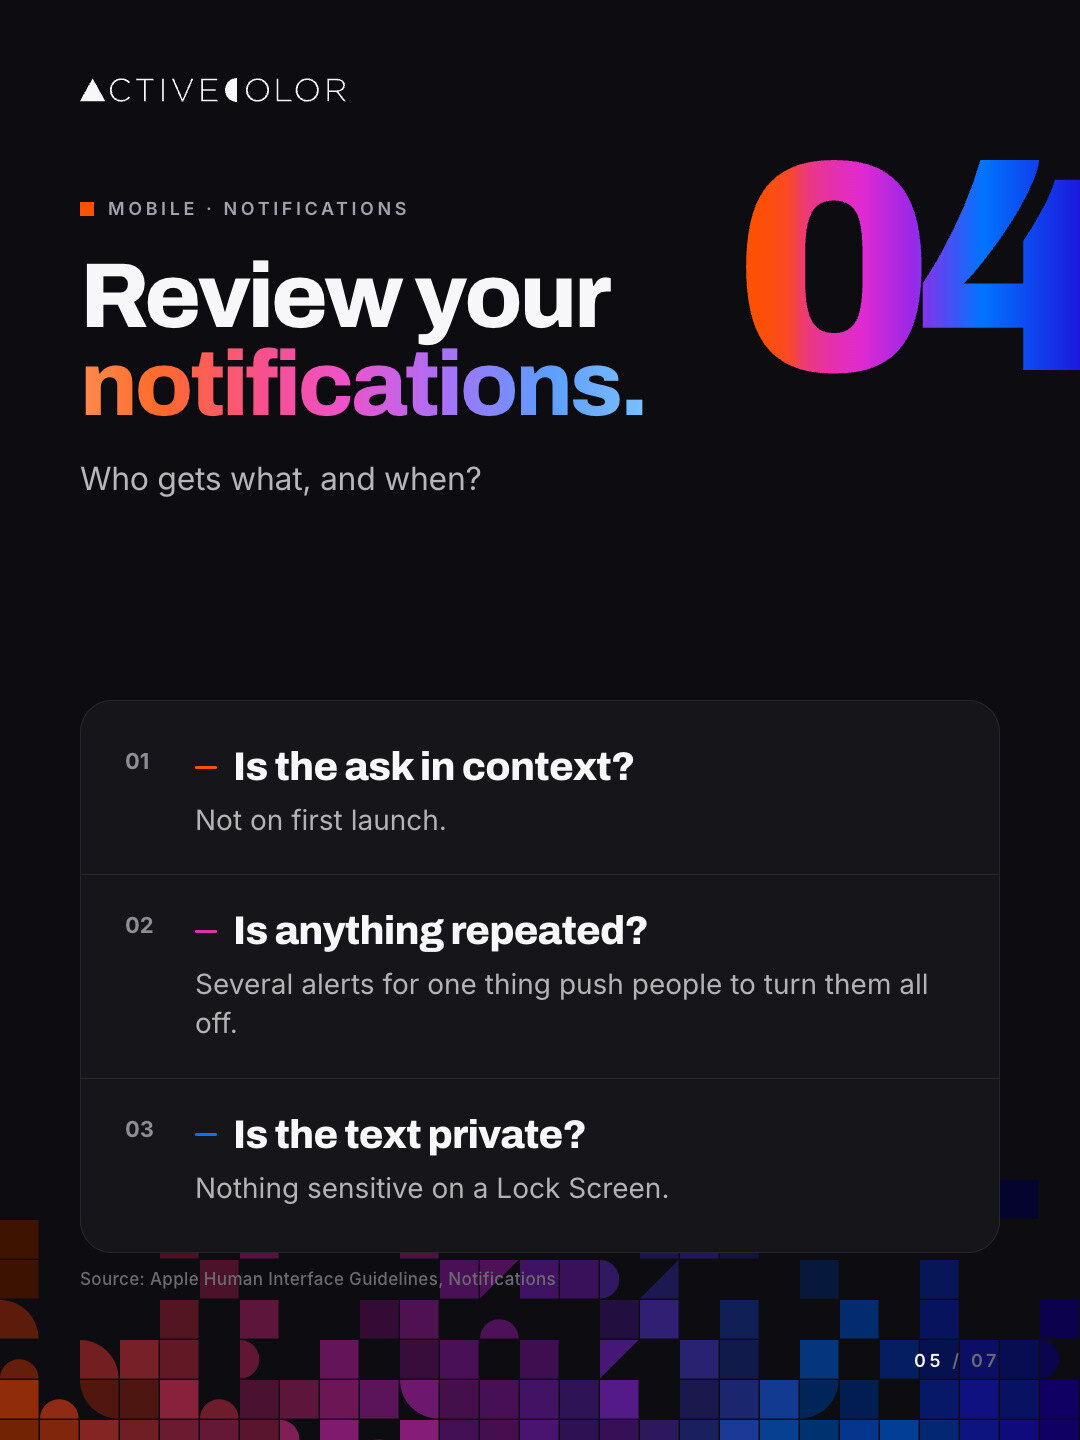 ACTIVECOLOR
MOBILE · NOTIFICATIONS
04
Review your
notifications.
Who gets what, and when?
01
— Is the ask in context?
Not on first launch.
02
— Is anything repeated?
Several alerts for one thing push people to turn them all
off.
03
— Is the text private?
Nothing sensitive on a Lock Screen.
Source: Apple Human Interface Guidelines, Notifications
05 / 07